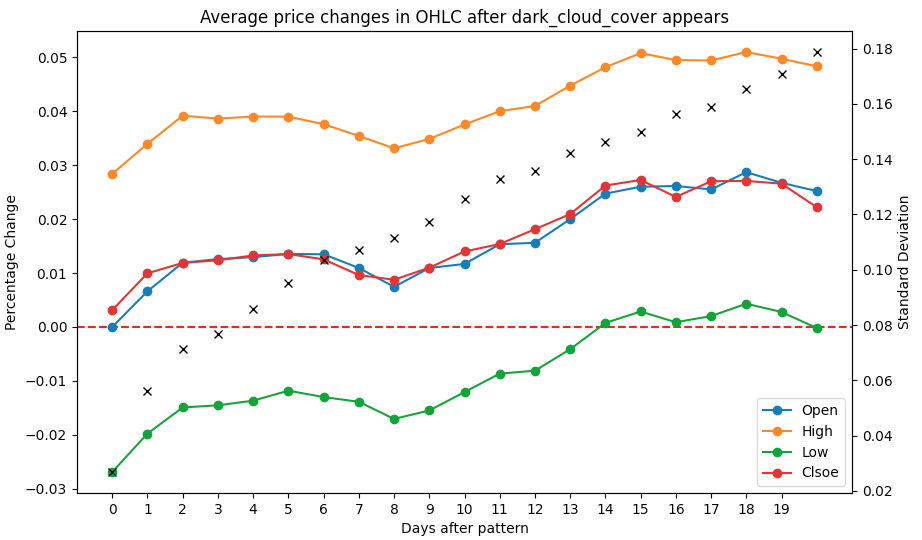 Average price changes in OHLC after dark_cloud_cover appears
0.05
0.04
0.03
0.02
0.01
0.00
−0.01
−0.02
−0.03
Percentage Change
0 1 2 3 4 5 6 7 8 9 10 11 12 13 14 15 16 17 18 19
Days after pattern
0.18
0.16
0.14
0.12
0.10
0.08
0.06
0.04
0.02
Standard Deviation
Open
High
Low
Clsoe